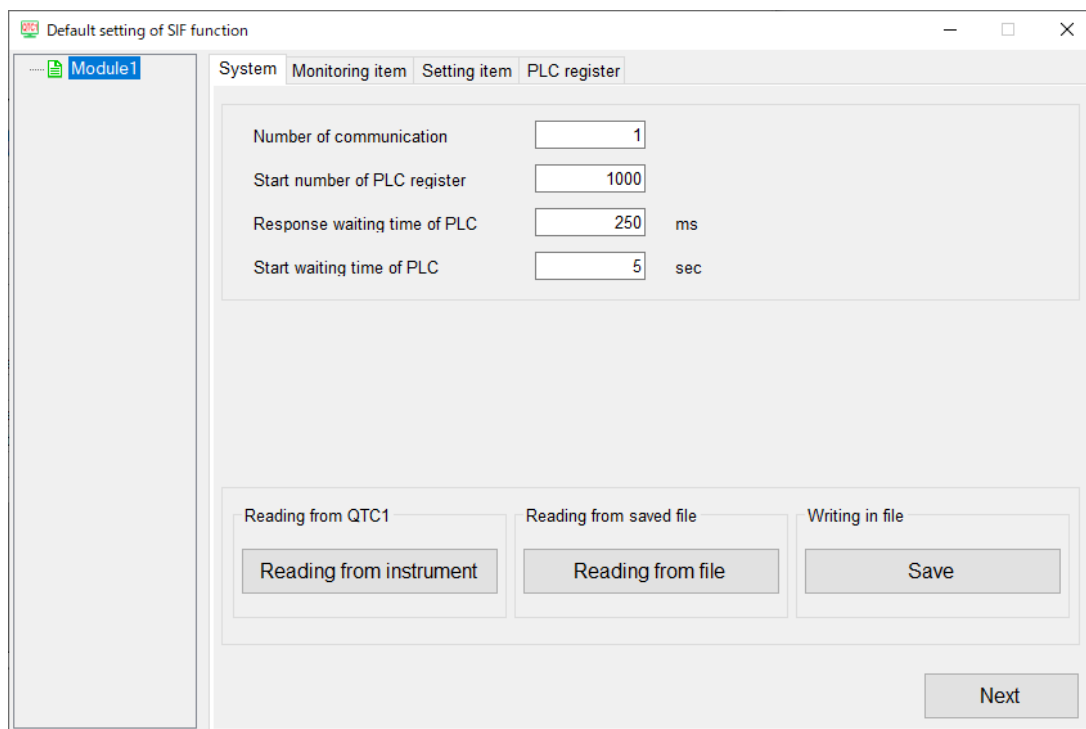 QTC1 Default setting of SIF function
Module1
System Monitoring item Setting item PLC register
Number of communication 1
Start number of PLC register 1000
Response waiting time of PLC 250 ms
Start waiting time of PLC 5 sec
Reading from QTC1 Reading from saved file Writing in file
Reading from instrument Reading from file Save
Next